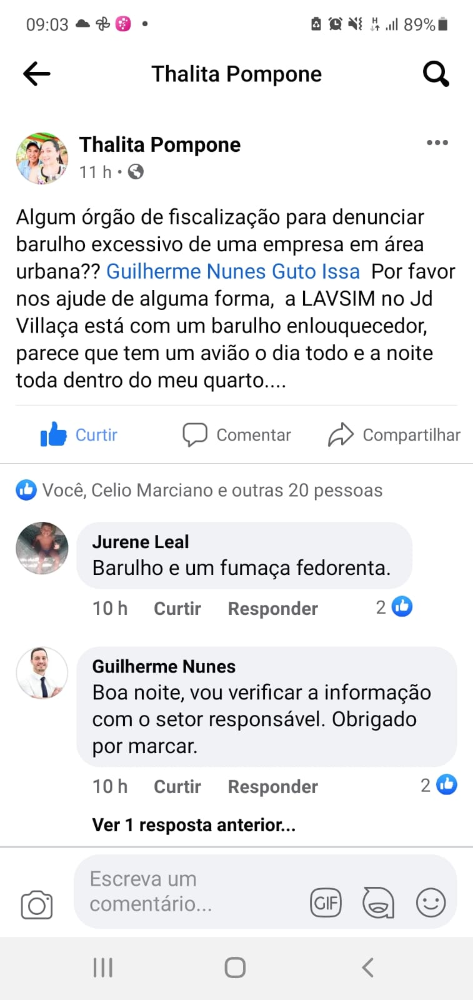 09:03
89%
Thalita Pompone
Thalita Pompone
11 h •
Algum órgão de fiscalização para denunciar
barulho excessivo de uma empresa em área
urbana?? Guilherme Nunes Guto Issa Por favor
nos ajude de alguma forma, a LAVSIM no Jd
Villaça está com um barulho enlouquecedor,
parece que tem um avião o dia todo e a noite
toda dentro do meu quarto....
Curtir Comentar Compartilhar
Você, Celio Marciano e outras 20 pessoas
Jurene Leal
Barulho e um fumaça fedorenta.
10 h Curtir Responder 2
Guilherme Nunes
Boa noite, vou verificar a informação
com o setor responsável. Obrigado
por marcar.
10 h Curtir Responder 2
Ver 1 resposta anterior...
Escreva um
comentário...
GIF